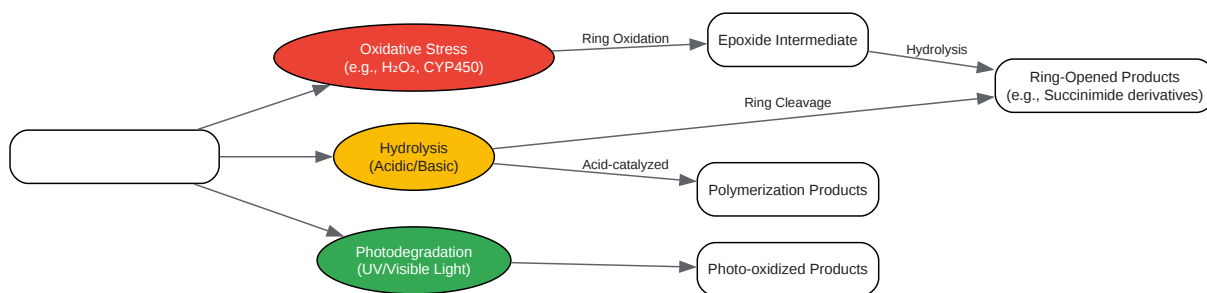 Oxidative Stress
(e.g., H₂O₂, CYP450)
Ring Oxidation
Epoxide Intermediate
Hydrolysis
Ring-Opened Products
(e.g., Succinimide derivatives)
Ring Cleavage
Hydrolysis
(Acidic/Basic)
Acid-catalyzed
Polymerization Products
Photodegradation
(UV/Visible Light)
Photo-oxidized Products